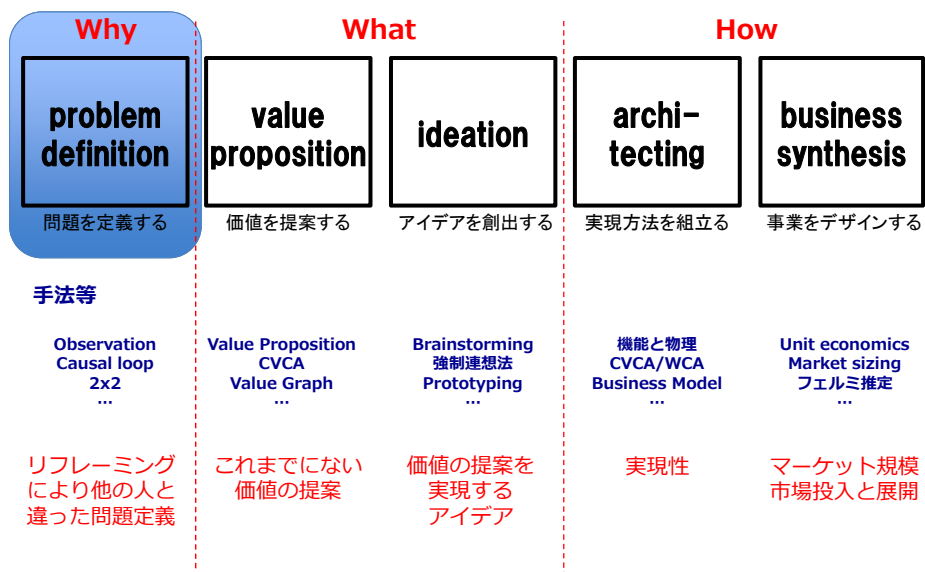 Why
What
How
problem
definition
value
proposition
ideation
archi-
tecting
business
synthesis
問題を定義する
価値を提案する
アイデアを創出する
実現方法を組立る
事業をデザインする
手法等
Observation
Causal loop
2x2
…
Value Proposition
CVCA
Value Graph
…
Brainstorming
強制連想法
Prototyping
…
機能と物理
CVCA/WCA
Business Model
…
Unit economics
Market sizing
フェルミ推定
…
リフレーミング
により他の人と
違った問題定義
これまでにない
価値の提案
価値の提案を
実現する
アイデア
実現性
マーケット規模
市場投入と展開